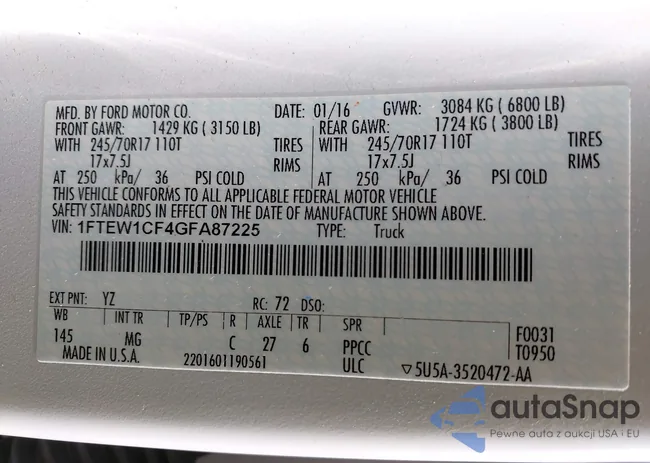 MFD. BY FORD MOTOR CO. DATE: 01/16 GVWR: 3084 KG ( 6800 LB)
FRONT GAWR: 1429 KG ( 3150 LB) REAR GAWR: 1724 KG ( 3800 LB)
WITH 245/70R17 110T TIRES WITH 245/70R17 110T TIRES
17x7.5J RIMS 17x7.5J RIMS
AT 250 kPa/ 36 PSI COLD AT 250 kPa/ 36 PSI COLD
THIS VEHICLE CONFORMS TO ALL APPLICABLE FEDERAL MOTOR VEHICLE
SAFETY STANDARDS IN EFFECT ON THE DATE OF MANUFACTURE SHOWN ABOVE.
VIN: 1FTEW1CF4GFA87225 TYPE: Truck
EXT PNT: YZ RC: 72 DSO:
WB INT TR TP/PS R AXLE TR SPR F0031
145 MG C 27 6 PPCC T0950
MADE IN U.S.A. 2201601190561 ULC ▽5U5A-3520472-AA
autaSnap
Pewne auta z aukcji USA i EU